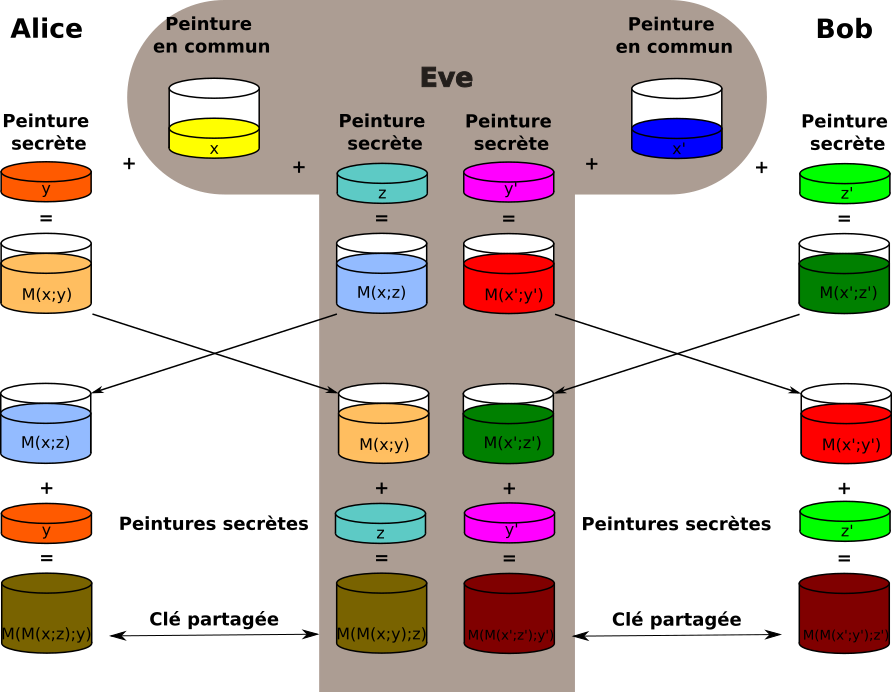 Alice
Peinture
en commun
Eve
Peinture
en commun
Bob
Peinture
secrète
x
Peinture
secrète
Peinture
secrète
x'
Peinture
secrète
+
+
+
+
y
z
y'
z'
=
=
=
=
M(x;y)
M(x;z)
M(x';y')
M(x';z')
M(x;z)
M(x;y)
M(x';z')
M(x';y')
+
+
+
+
y
Peintures secrètes
z
y'
Peintures secrètes
z'
=
=
=
=
M(M(x;z);y)
Clé partagée
M(M(x;y);z)
M(M(x';z');y')
Clé partagée
M(M(x';y');z')